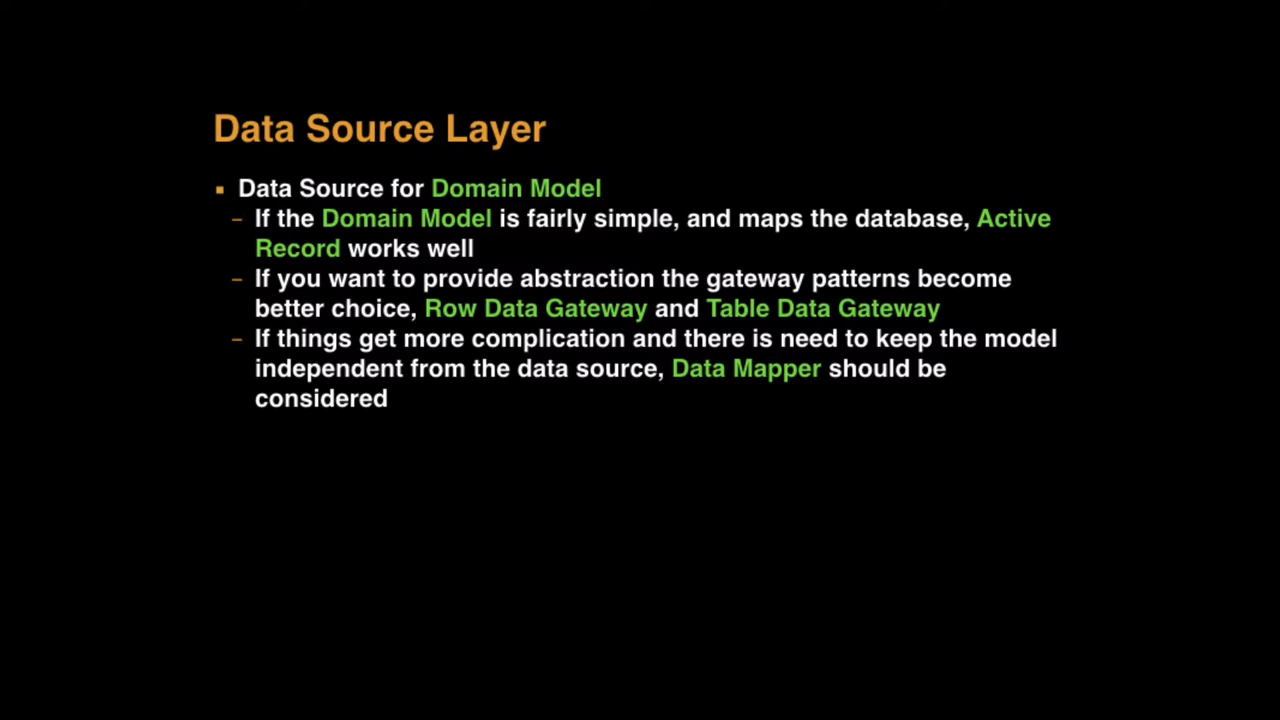 Data Source Layer
▪ Data Source for Domain Model
– If the Domain Model is fairly simple, and maps the database, Active
Record works well
– If you want to provide abstraction the gateway patterns become
better choice, Row Data Gateway and Table Data Gateway
– If things get more complication and there is need to keep the model
independent from the data source, Data Mapper should be
considered